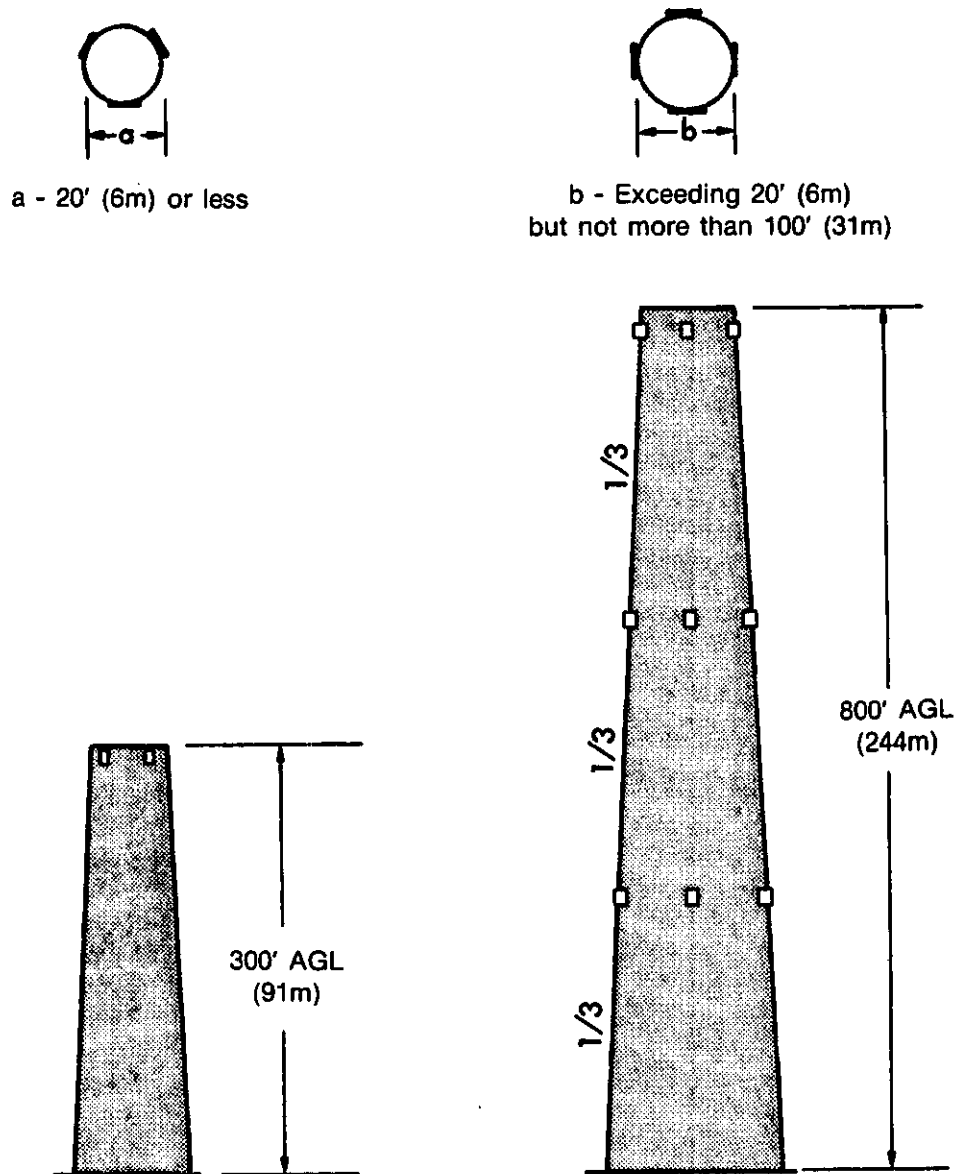 a
b
a - 20' (6m) or less
b - Exceeding 20' (6m)
but not more than 100' (31m)
1/3
1/3
800' AGL
(244m)
300' AGL
(91m)
1/3